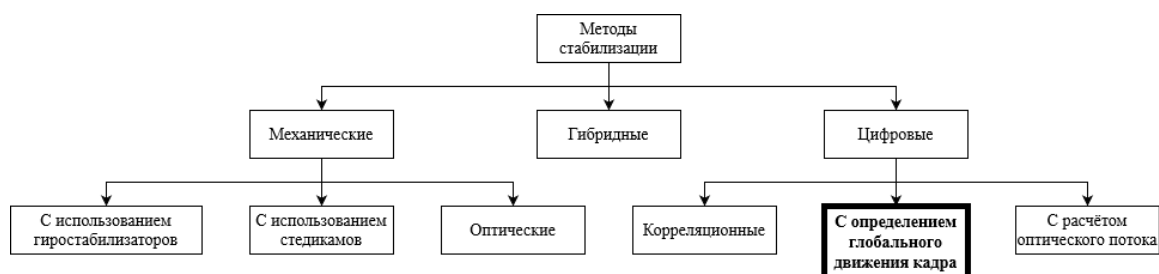 Методы
стабилизации
Механические
Гибридные
Цифровые
С использованием
гиростабилизаторов
С использованием
стедикамов
Оптические
Корреляционные
С определением
глобального
движения кадра
С расчётом
оптического потока